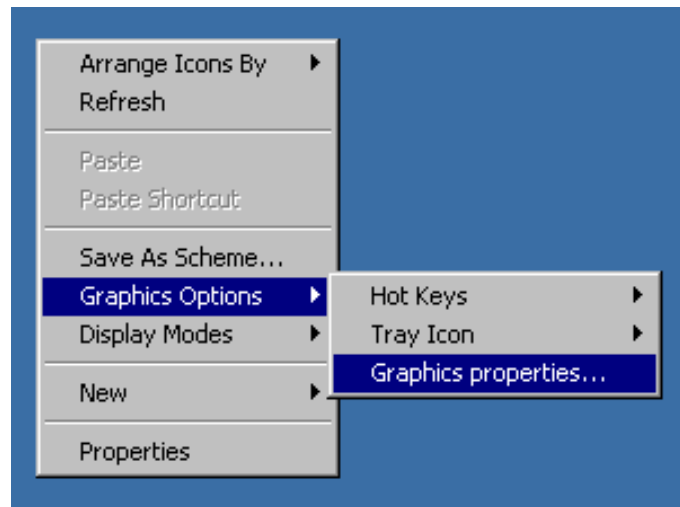 Arrange Icons By
Refresh
Paste
Paste Shortcut
Save As Scheme...
Graphics Options
Display Modes
New
Properties
Hot Keys
Tray Icon
Graphics properties...